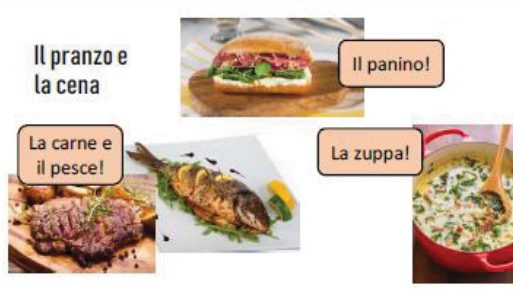 Il pranzo e
la cena
Il panino!
La carne e
il pesce!
La zuppa!